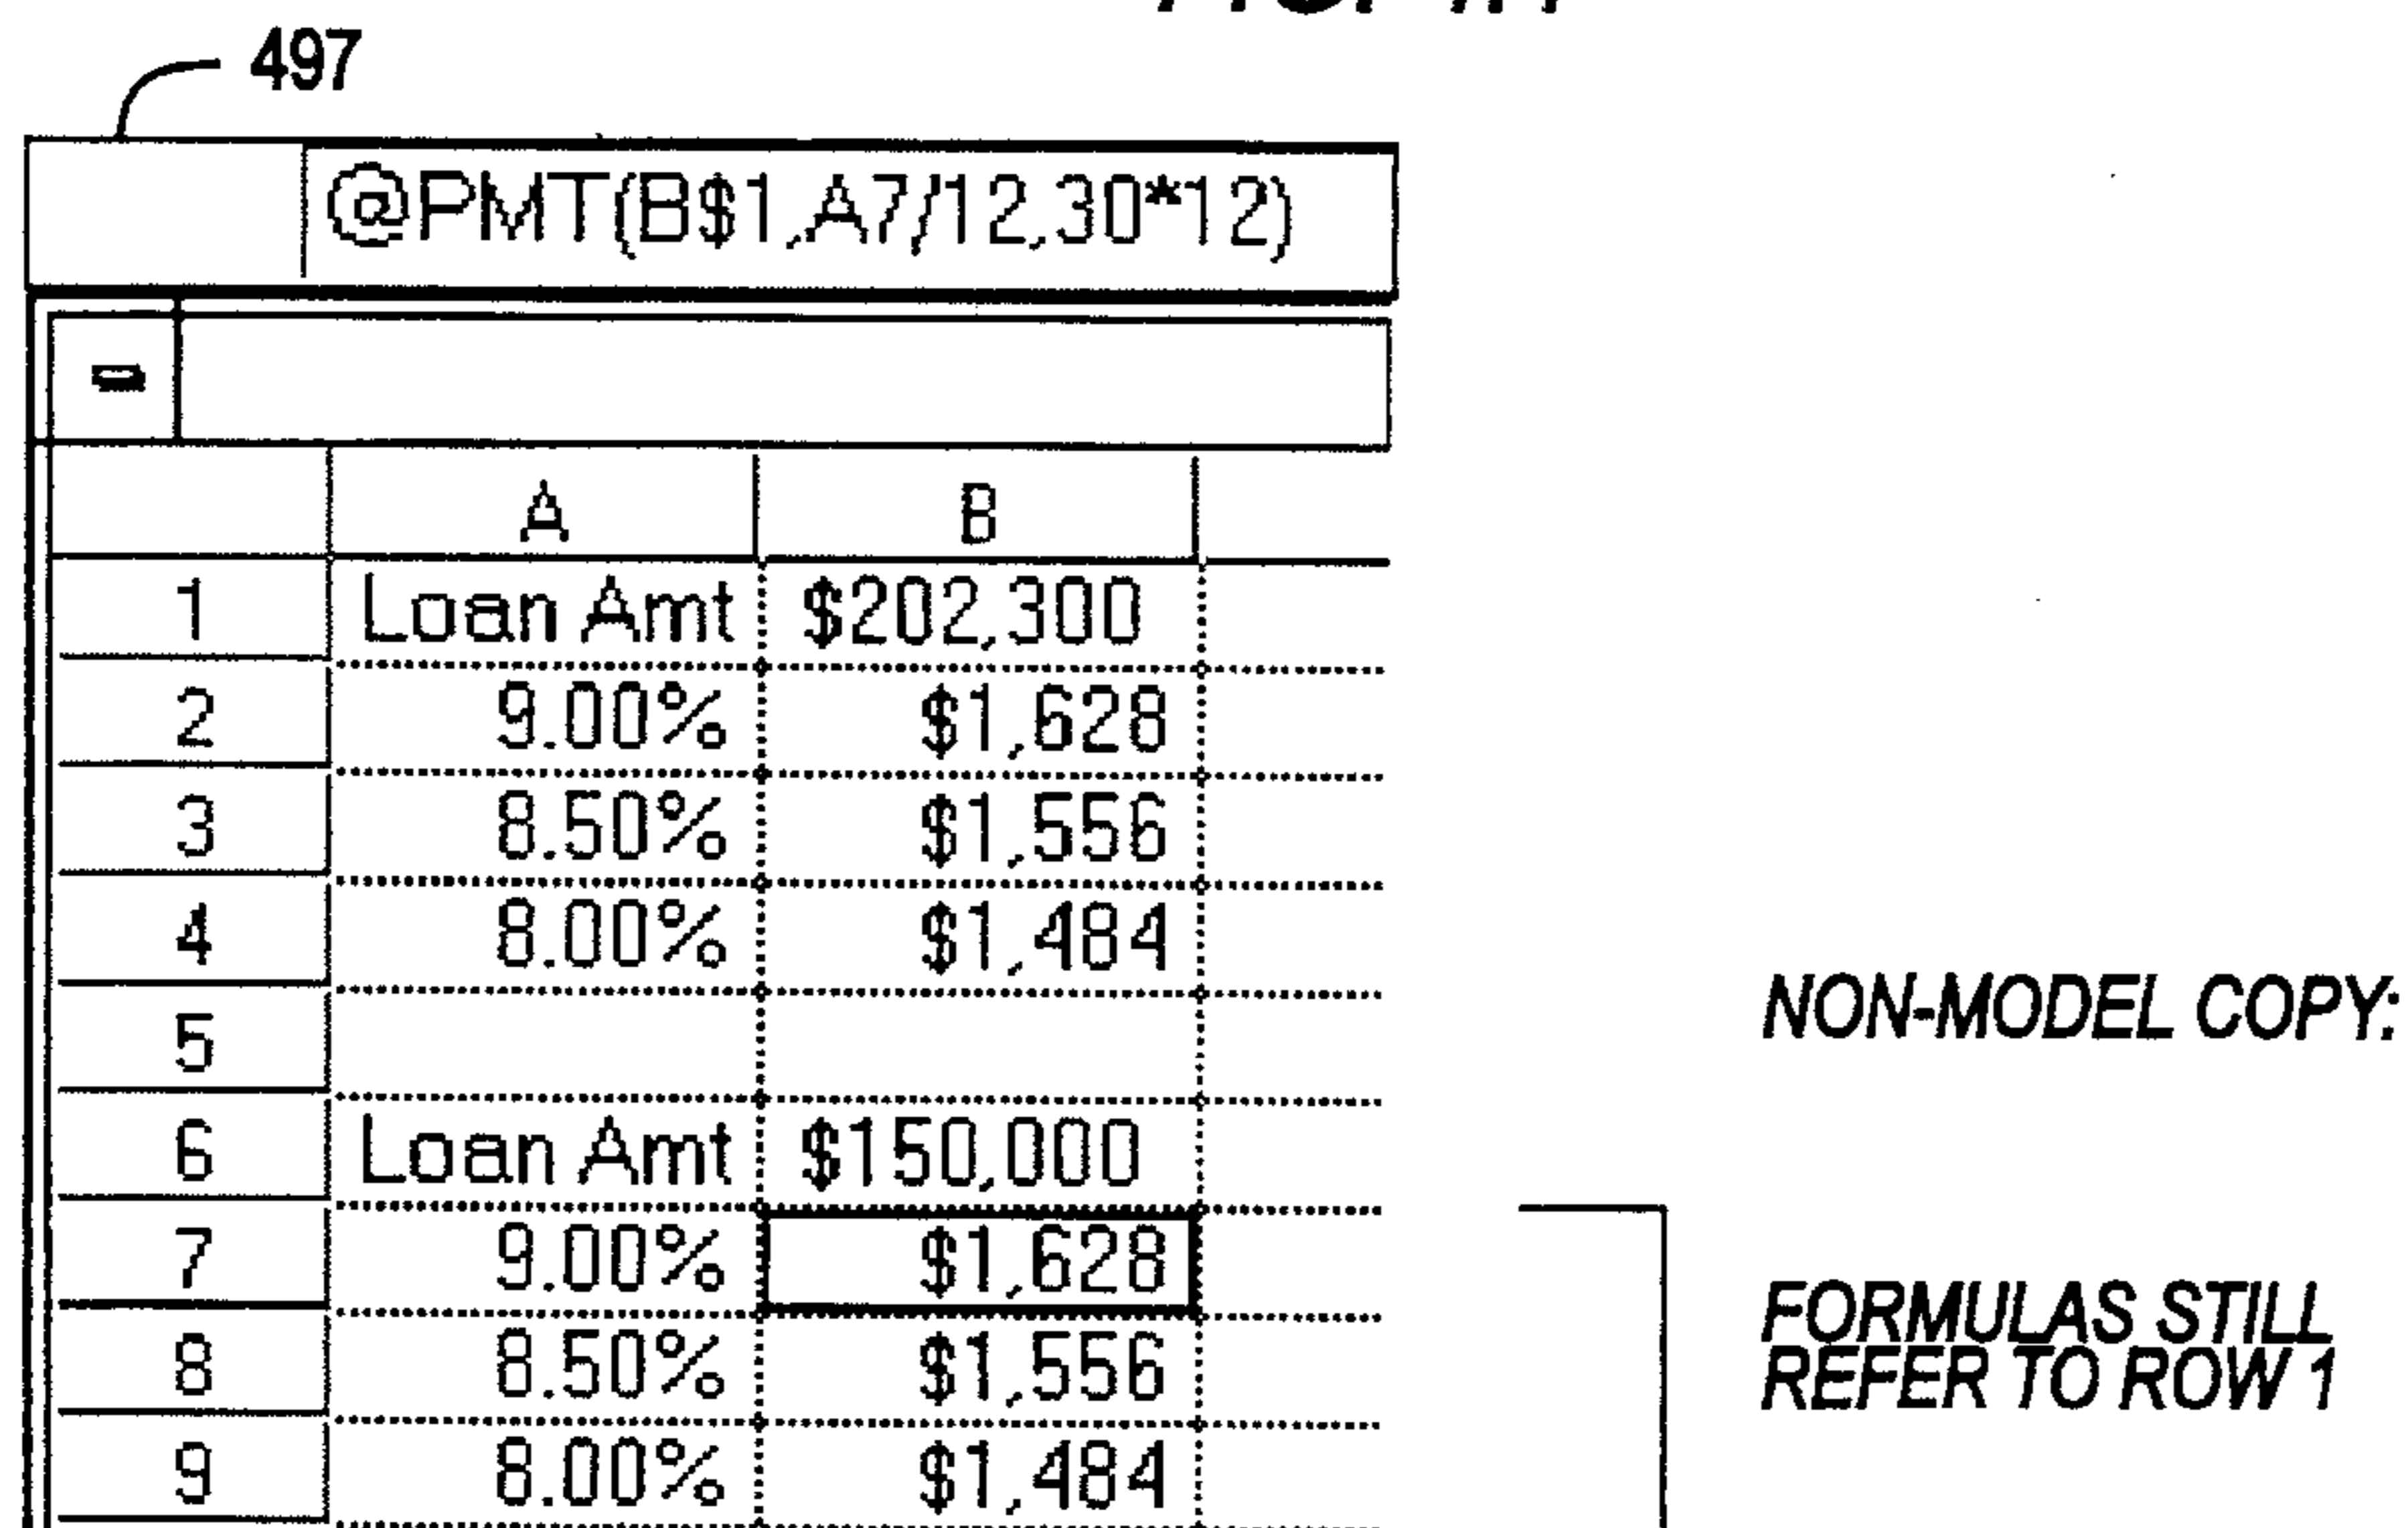 497
@PMT(B$1,A7/12,30*12)
A B
1 Loan Amt $202,300
2 9.00% $1,628
3 8.50% $1,556
4 8.00% $1,484
5
NON-MODEL COPY:
6 Loan Amt $150,000
7 9.00% $1,628
8 8.50% $1,556
9 8.00% $1,484
FORMULAS STILL
REFER TO ROW 1